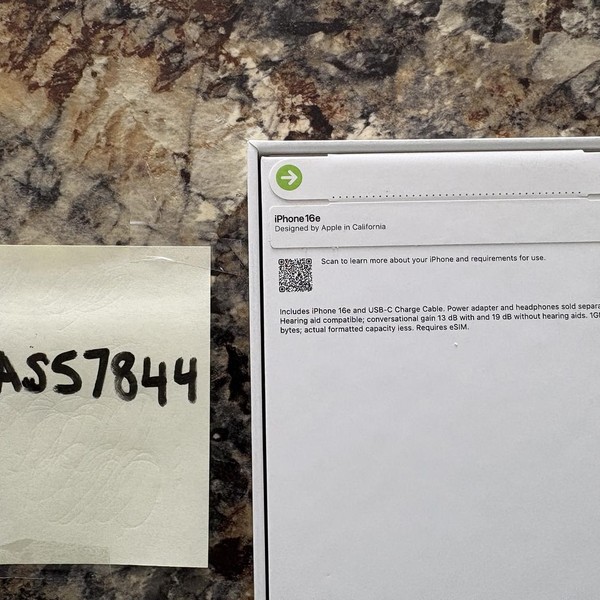 iPhone 16e
Designed by Apple in California
Scan to learn more about your iPhone and requirements for use.
Includes iPhone 16e and USB-C Charge Cable. Power adapter and headphones sold
Hearing aid compatible; conversational gain 13 dB with and 19 dB without hearing aids.
bytes; actual formatted capacity less. Requires eSIM.
ASS7844